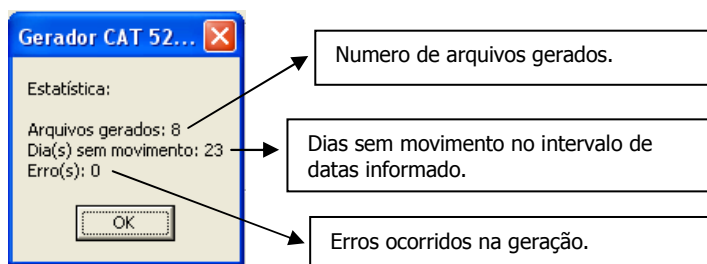 Gerador CAT 52...
Estatística:
Arquivos gerados: 8
Dia(s) sem movimento: 23
Erro(s): 0
OK
Numero de arquivos gerados.
Dias sem movimento no intervalo de
datas informado.
Erros ocorridos na geração.